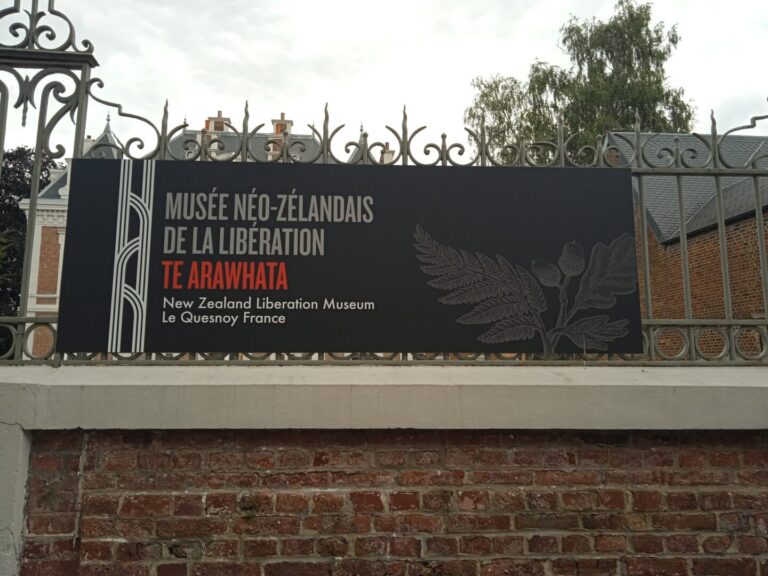 MUSÉE NÉO-ZÉLANDAIS
DE LA LIBÉRATION
TE ARAWHATA
New Zealand Liberation Museum
Le Quesnoy France